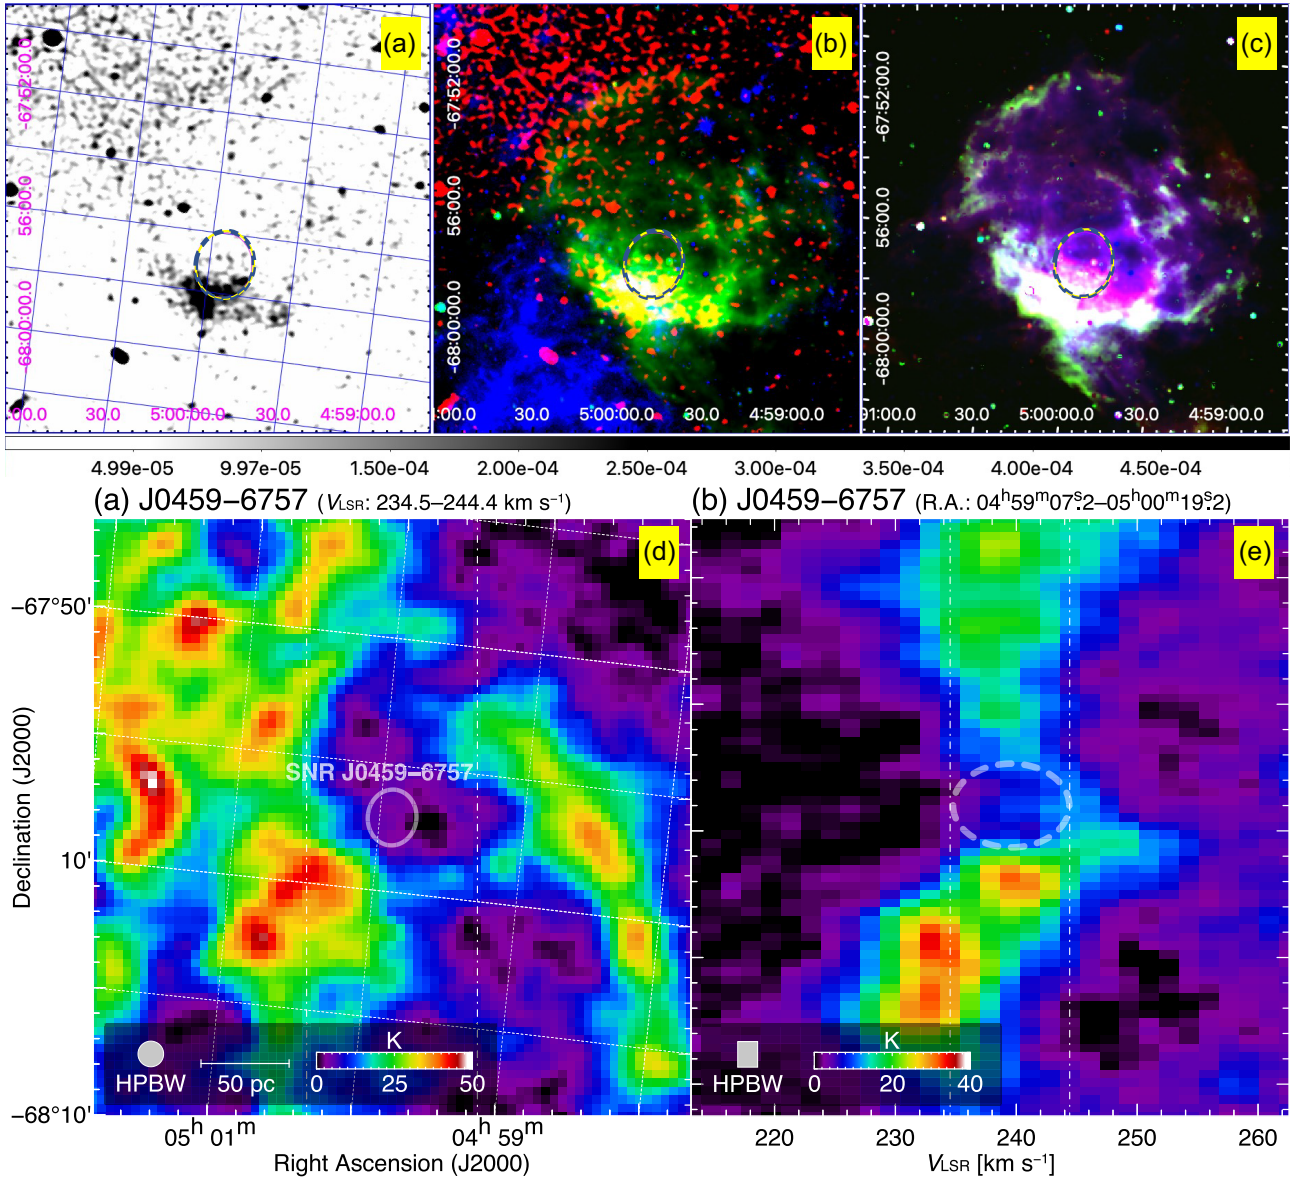 (a)
(b)
(c)
-67:52:00.0
56:00.0
-68:00:00.0
:00.0 30.0 5:00:00.0 30.0 4:59:00.0
-67:52:00.0
56:00.0
-68:00:00.0
:00.0 30.0 5:00:00.0 30.0 4:59:00.0
-67:52:00.0
56:00.0
-68:00:00.0
01:00.0 30.0 5:00:00.0 30.0 4:59:00.0
4.99e-05 9.97e-05 1.50e-04 2.00e-04 2.50e-04 3.00e-04 3.50e-04 4.00e-04 4.50e-04
(a) J0459−6757 (VLSR: 234.5–244.4 km s⁻¹)
(b) J0459−6757 (R.A.: 04ʰ59ᵐ07ˢ.2–05ʰ00ᵐ19ˢ.2)
(d)
(e)
−67°50'
10'
−68°10'
Declination (J2000)
SNR J0459−6757
HPBW
50 pc
K
0 25 50
05ʰ 01ᵐ 04ʰ 59ᵐ
Right Ascension (J2000)
HPBW
K
0 20 40
220 230 240 250 260
VLSR [km s⁻¹]